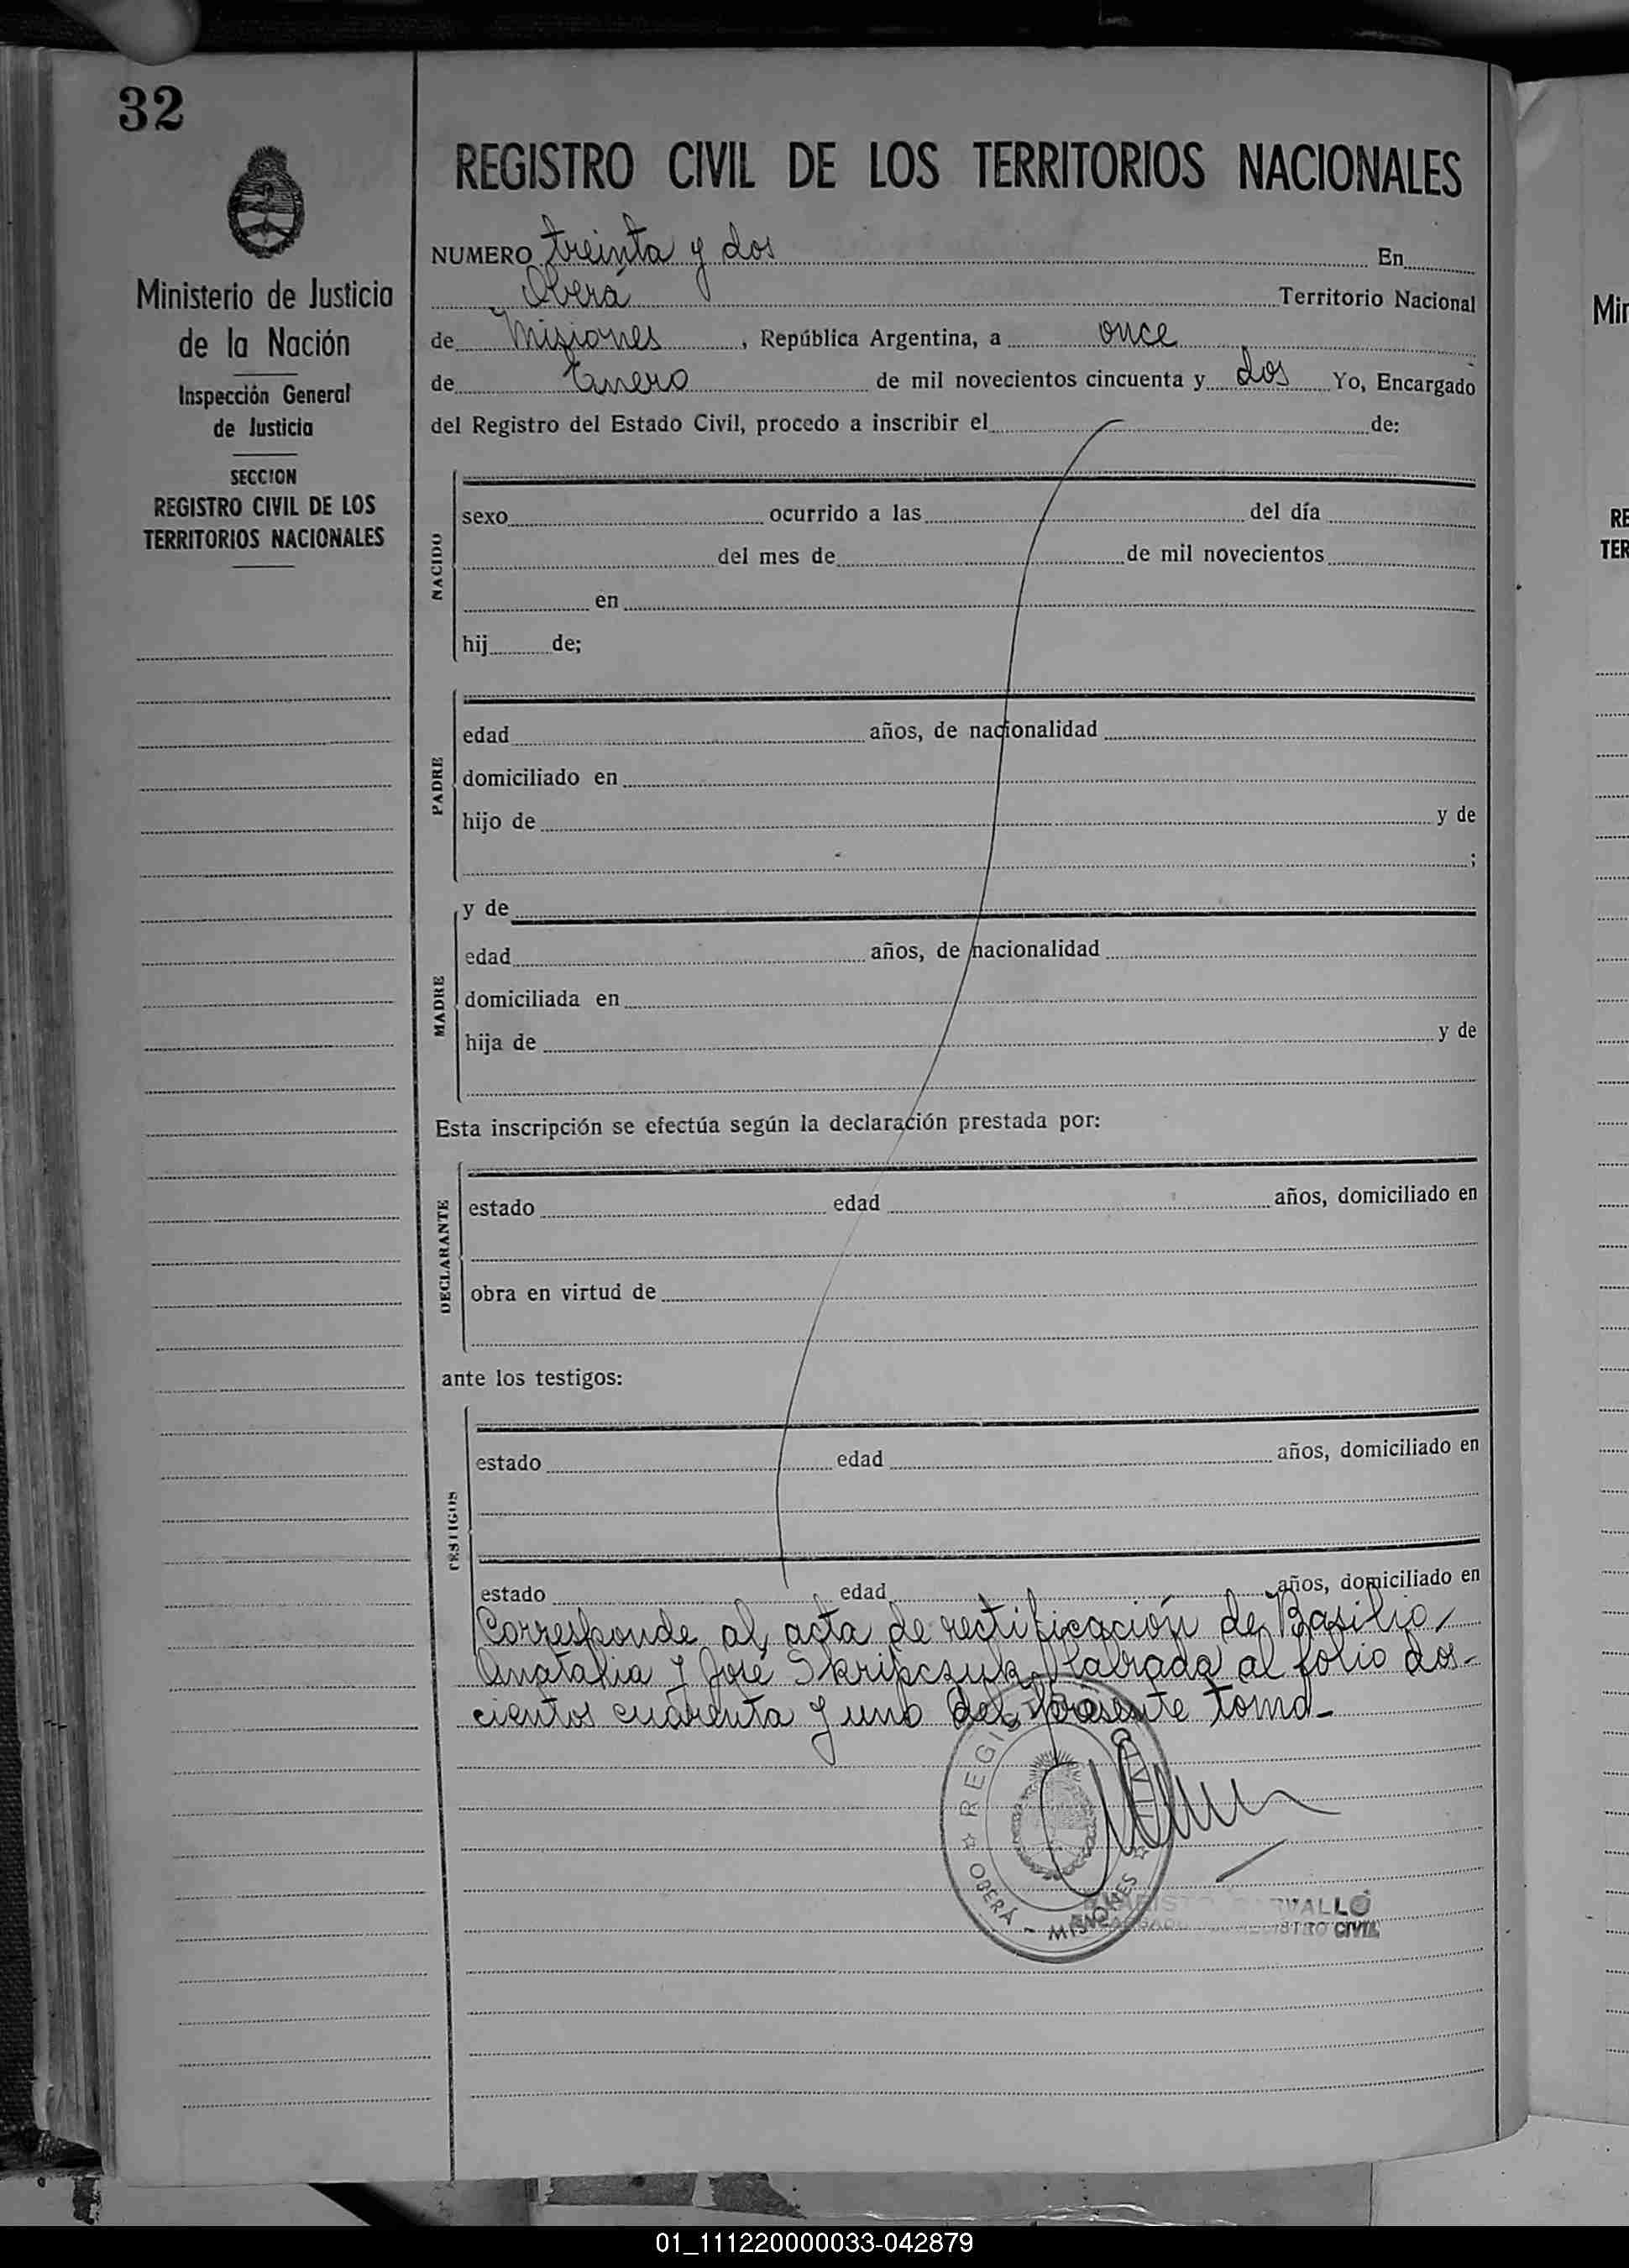 32
Ministerio de Justicia
de la Nación
Inspección General
de Justicia
SECCION
REGISTRO CIVIL DE LOS
TERRITORIOS NACIONALES
REGISTRO CIVIL DE LOS TERRITORIOS NACIONALES
NUMERO treinta y dos En
Oberá Territorio Nacional
de Misiones, República Argentina, a once
de Enero de mil novecientos cincuenta y dos Yo, Encargado
del Registro del Estado Civil, procedo a inscribir el de:
NACIDO
sexo ocurrido a las del día
del mes de de mil novecientos
en
hij de;
PADRE
edad años, de nacionalidad
domiciliado en
hijo de y de
;
MADRE
y de
edad años, de nacionalidad
domiciliada en
hija de y de
Esta inscripción se efectúa según la declaración prestada por:
DECLARANTE
estado edad años, domiciliado en
obra en virtud de
ante los testigos:
TESTIGOS
estado edad años, domiciliado en
estado edad años, domiciliado en
Corresponde al acta de rectificación de Basilio,
Anatalia y José Skripczuk, labrada al folio dos-
cientos cuarenta y uno del presente tomo-
REGISTRO CIVIL
OBERÁ - MISIONES
CARVALLO
REGISTRO CIVIL
Min
RE
TER
01_111220000033-042879